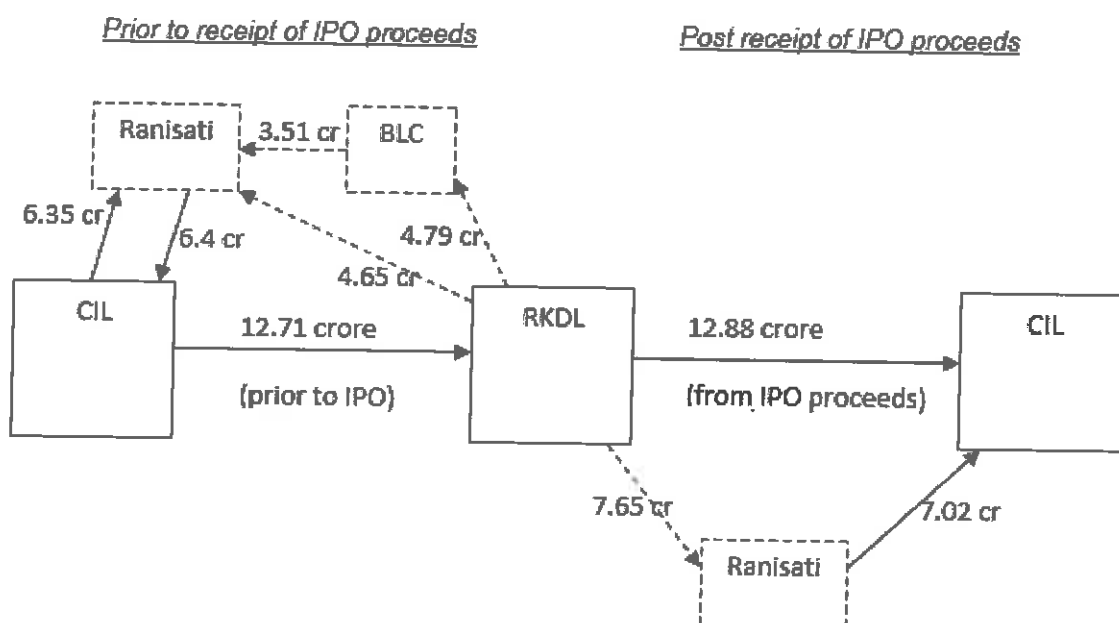 Prior to receipt of IPO proceeds
Post receipt of IPO proceeds
Ranisati
3.51 cr
BLC
6.35 cr
6.4 cr
4.79 cr
4.65 cr
CIL
12.71 crore
(prior to IPO)
RKDL
12.88 crore
(from IPO proceeds)
CIL
7.65 cr
7.02 cr
Ranisati